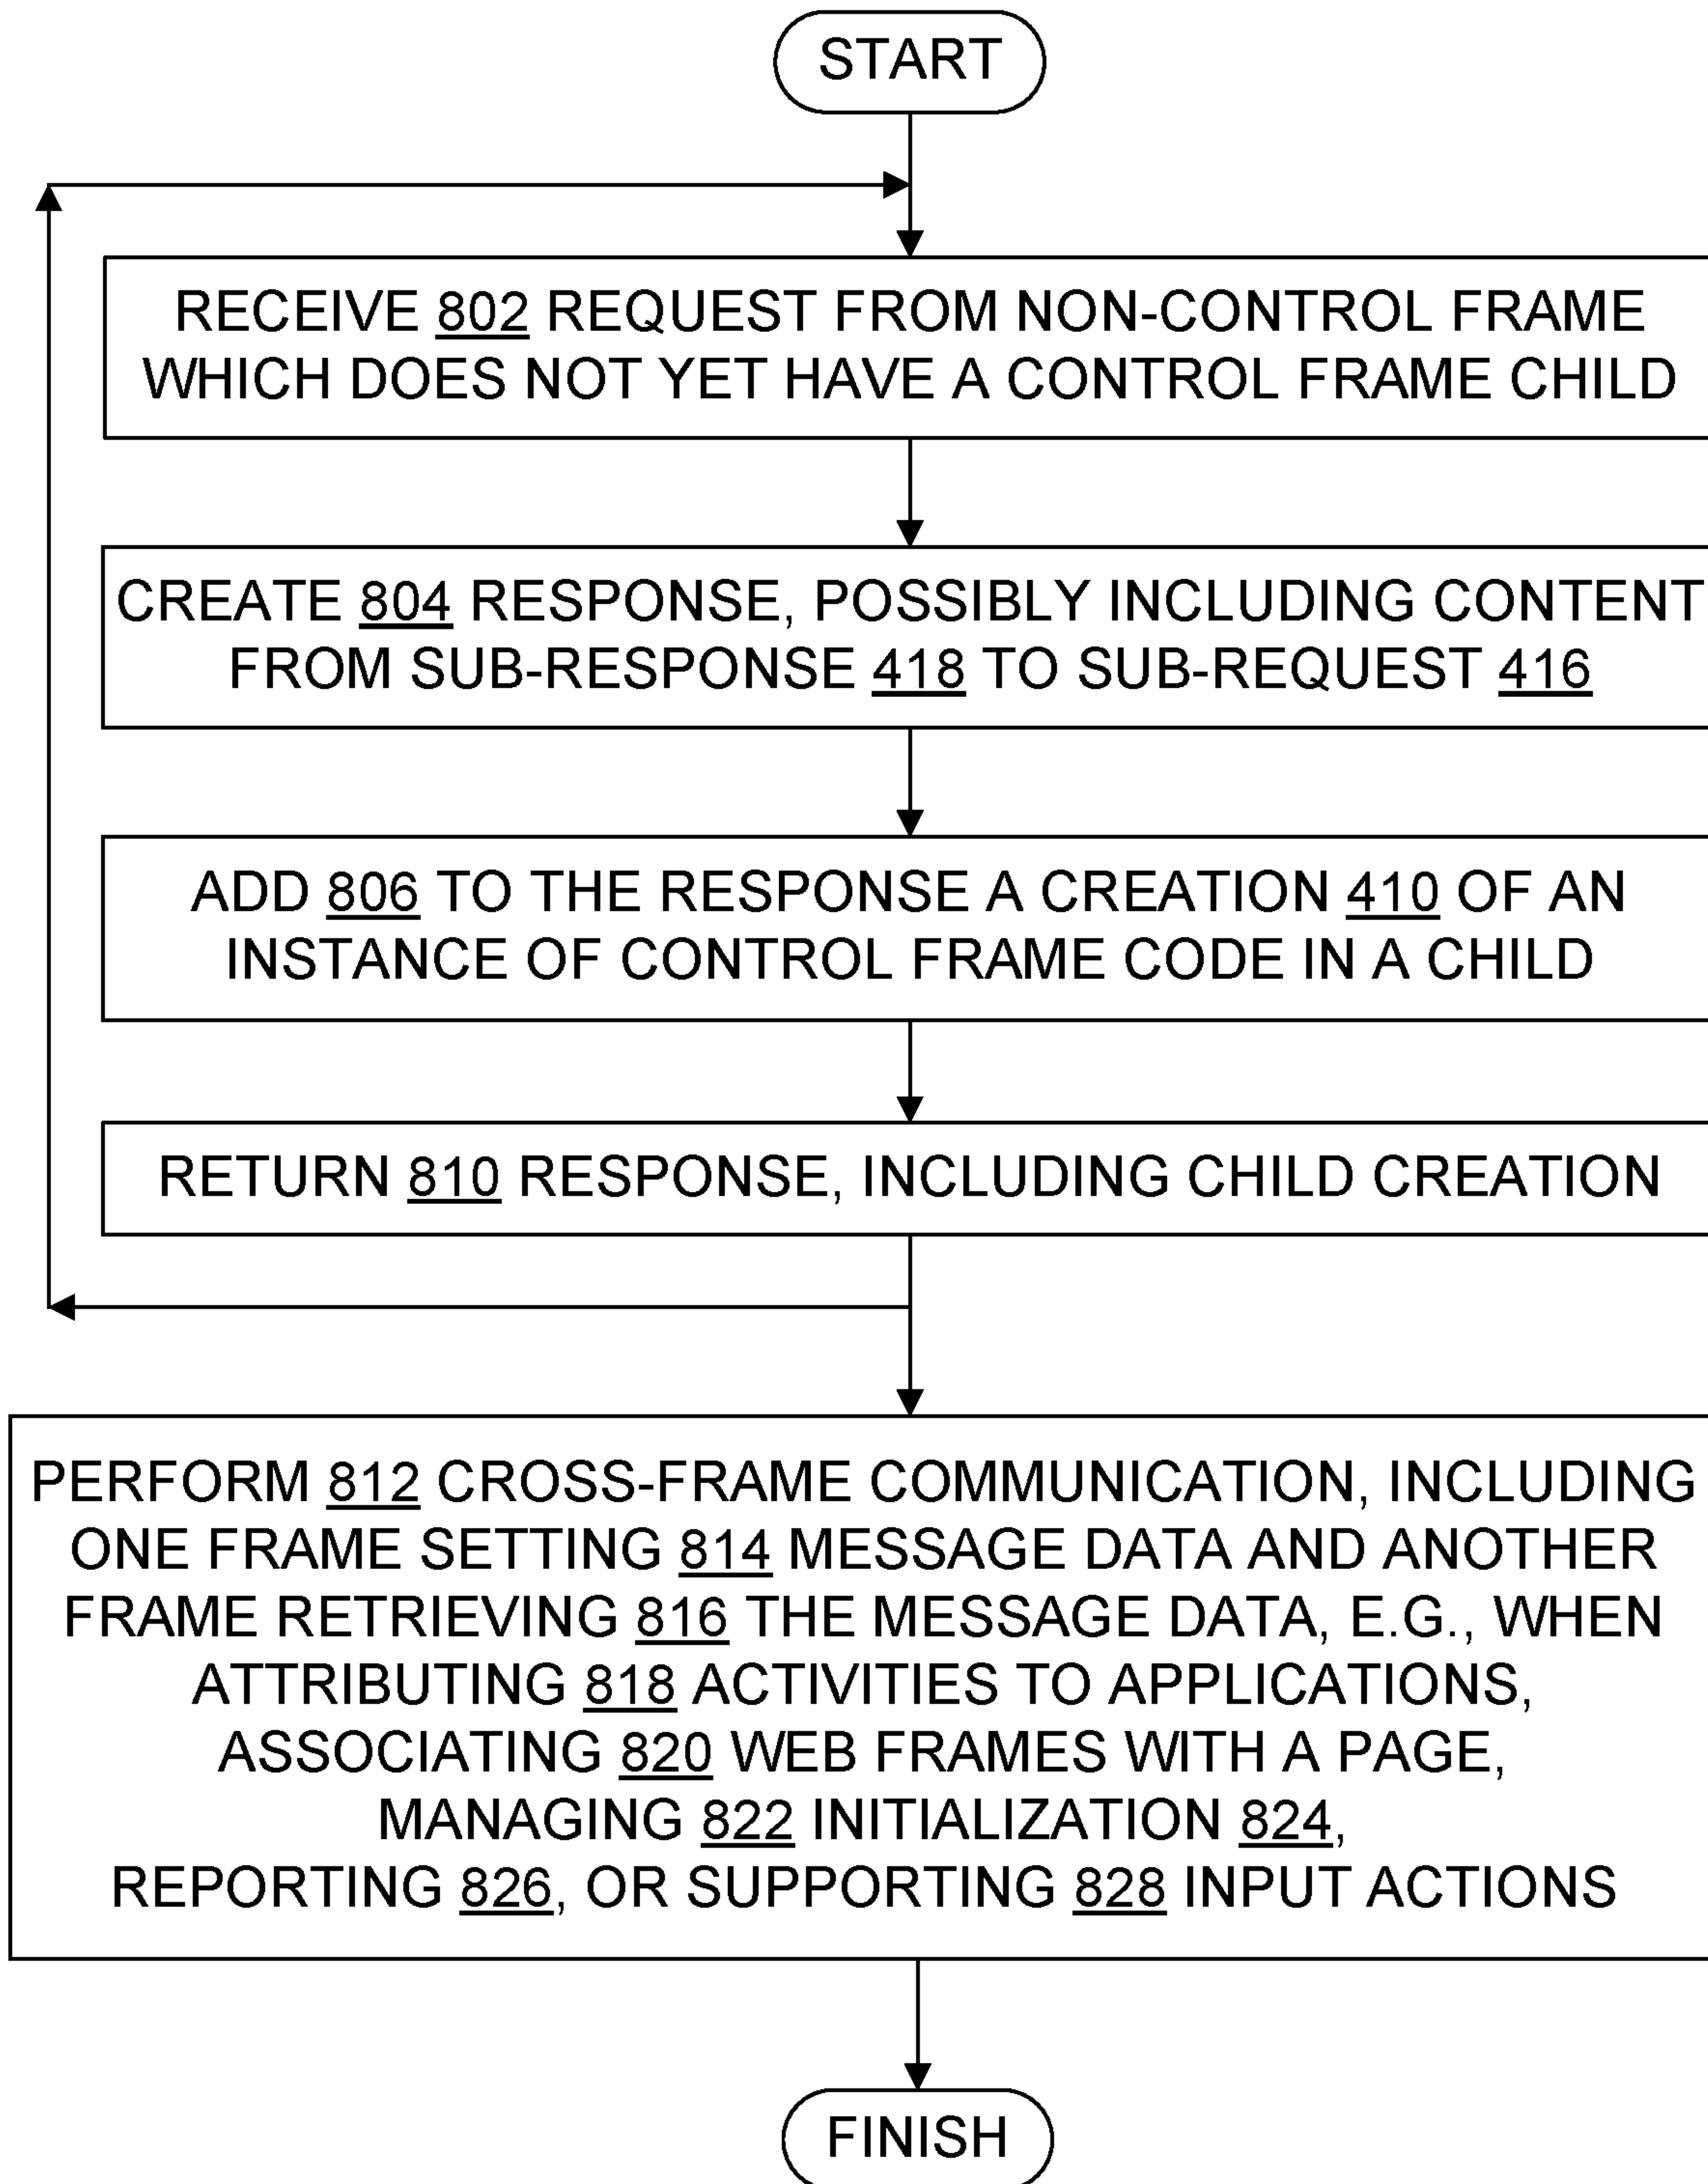 START
RECEIVE 802 REQUEST FROM NON-CONTROL FRAME
WHICH DOES NOT YET HAVE A CONTROL FRAME CHILD
CREATE 804 RESPONSE, POSSIBLY INCLUDING CONTENT
FROM SUB-RESPONSE 418 TO SUB-REQUEST 416
ADD 806 TO THE RESPONSE A CREATION 410 OF AN
INSTANCE OF CONTROL FRAME CODE IN A CHILD
RETURN 810 RESPONSE, INCLUDING CHILD CREATION
PERFORM 812 CROSS-FRAME COMMUNICATION, INCLUDING
ONE FRAME SETTING 814 MESSAGE DATA AND ANOTHER
FRAME RETRIEVING 816 THE MESSAGE DATA, E.G., WHEN
ATTRIBUTING 818 ACTIVITIES TO APPLICATIONS,
ASSOCIATING 820 WEB FRAMES WITH A PAGE,
MANAGING 822 INITIALIZATION 824,
REPORTING 826, OR SUPPORTING 828 INPUT ACTIONS
FINISH